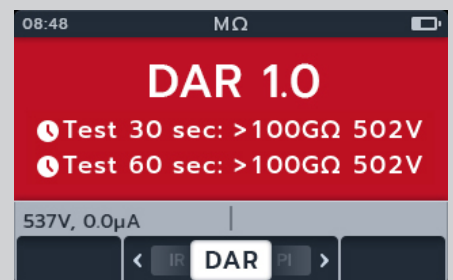 08:48 MΩ
DAR 1.0
Test 30 sec: >100GΩ 502V
Test 60 sec: >100GΩ 502V
537V, 0.0µA
< IR DAR PI >